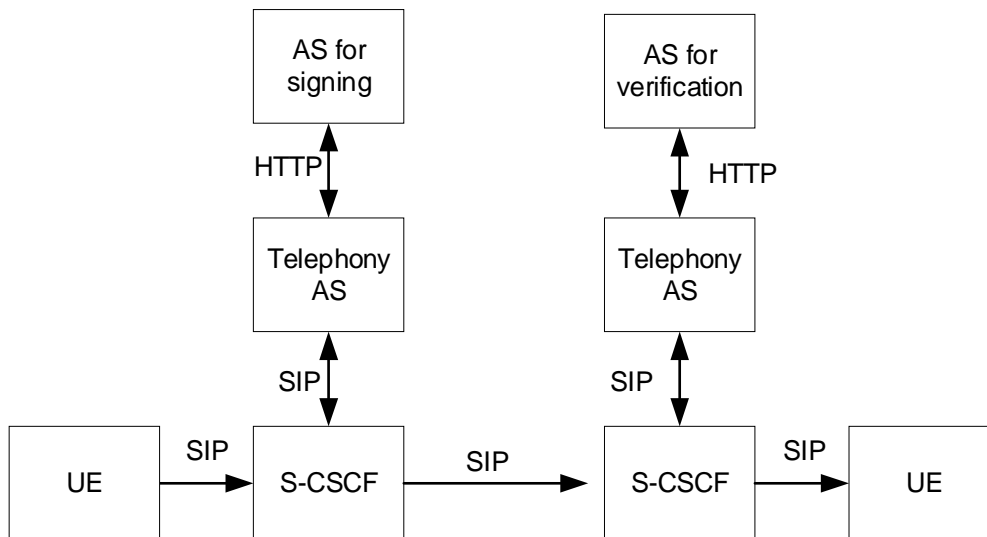 AS for
signing
AS for
verification
HTTP
HTTP
Telephony
AS
Telephony
AS
SIP
SIP
UE
SIP
S-CSCF
SIP
S-CSCF
SIP
UE